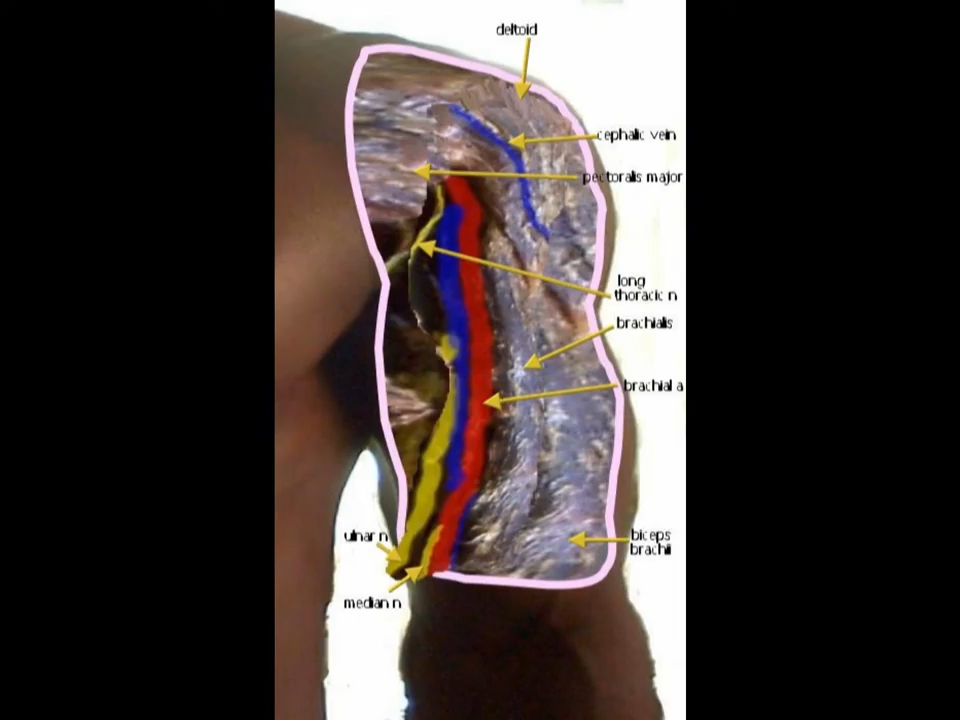 deltoid
cephalic vein
pectoralis major
long
thoracic n
brachialis
brachial a
ulnar n
biceps
brachii
median n